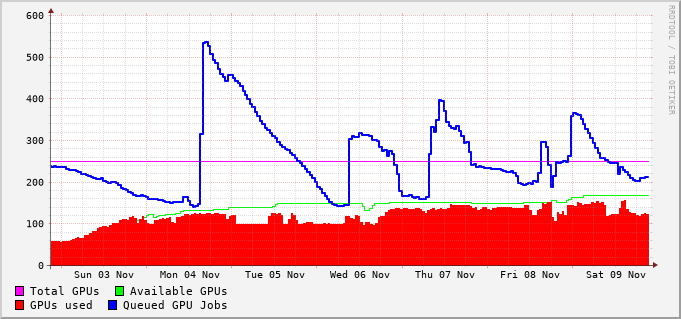 600
500
400
300
200
100
0
Sun 03 Nov Mon 04 Nov Tue 05 Nov Wed 06 Nov Thu 07 Nov Fri 08 Nov Sat 09 Nov
Total GPUs Available GPUs
GPUs used Queued GPU Jobs
RRDTOOL / TOBI OETIKER